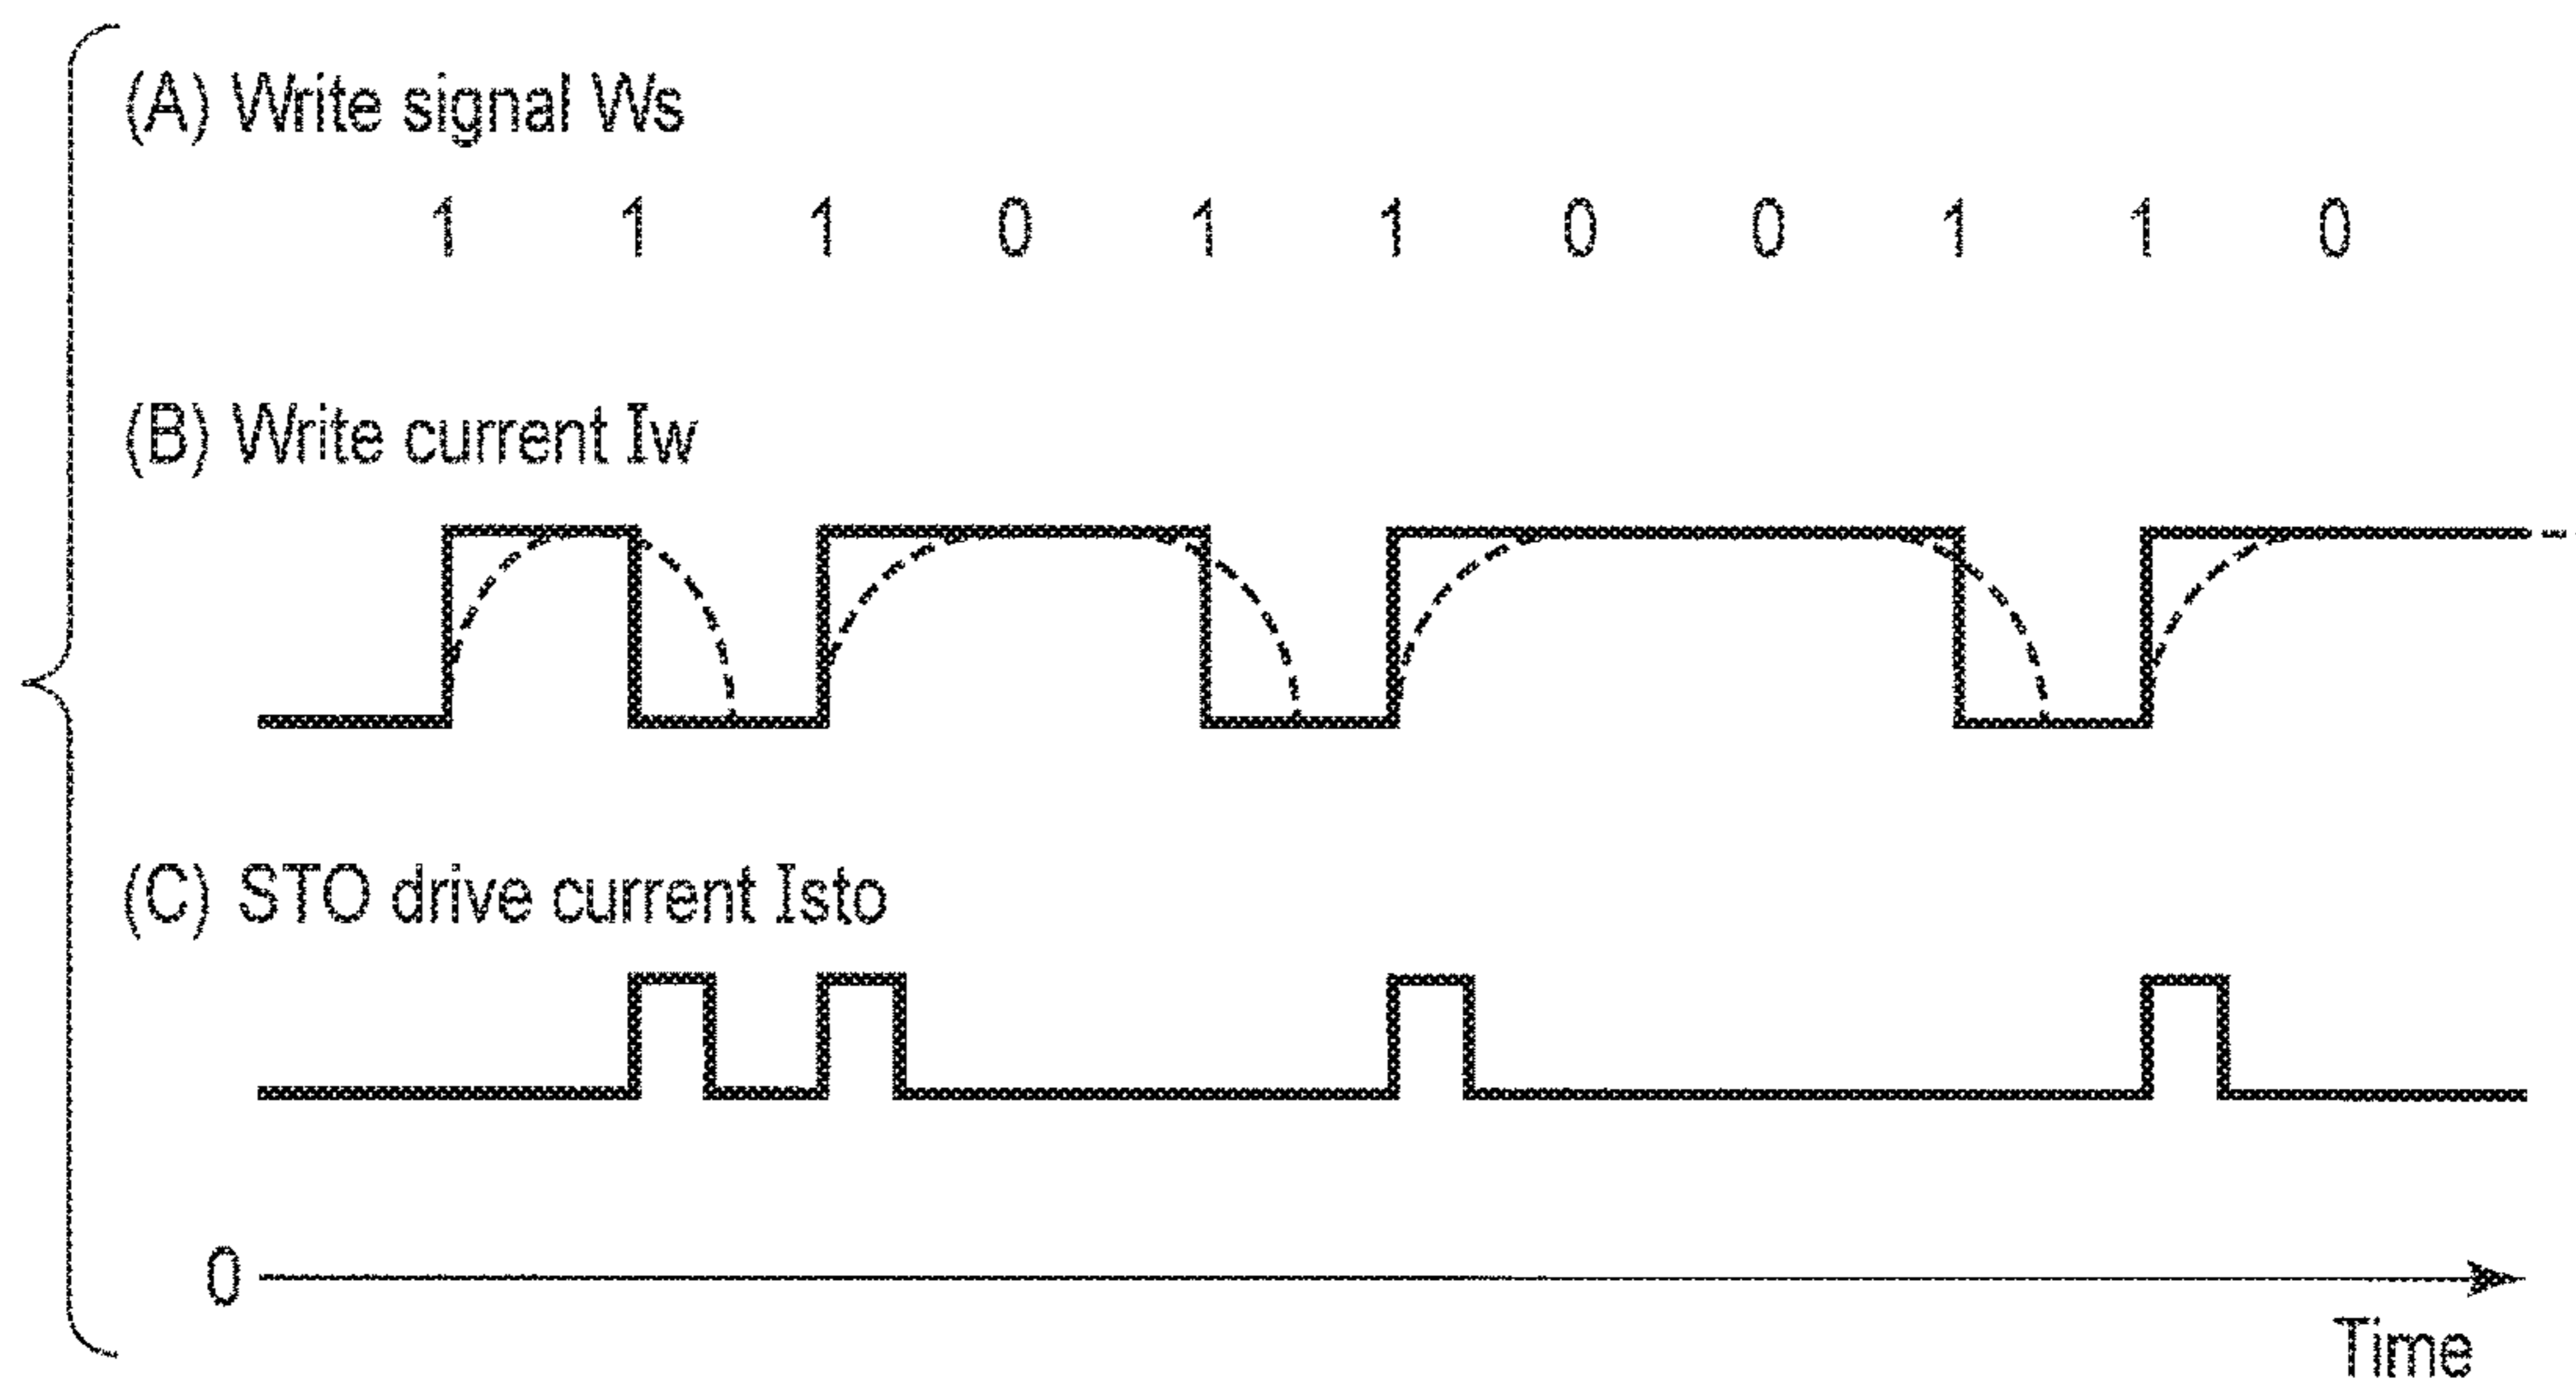 (A) Write signal Ws
1 1 1 0 1 1 0 0 1 1 0
(B) Write current Iw
(C) STO drive current Isto
0
Time